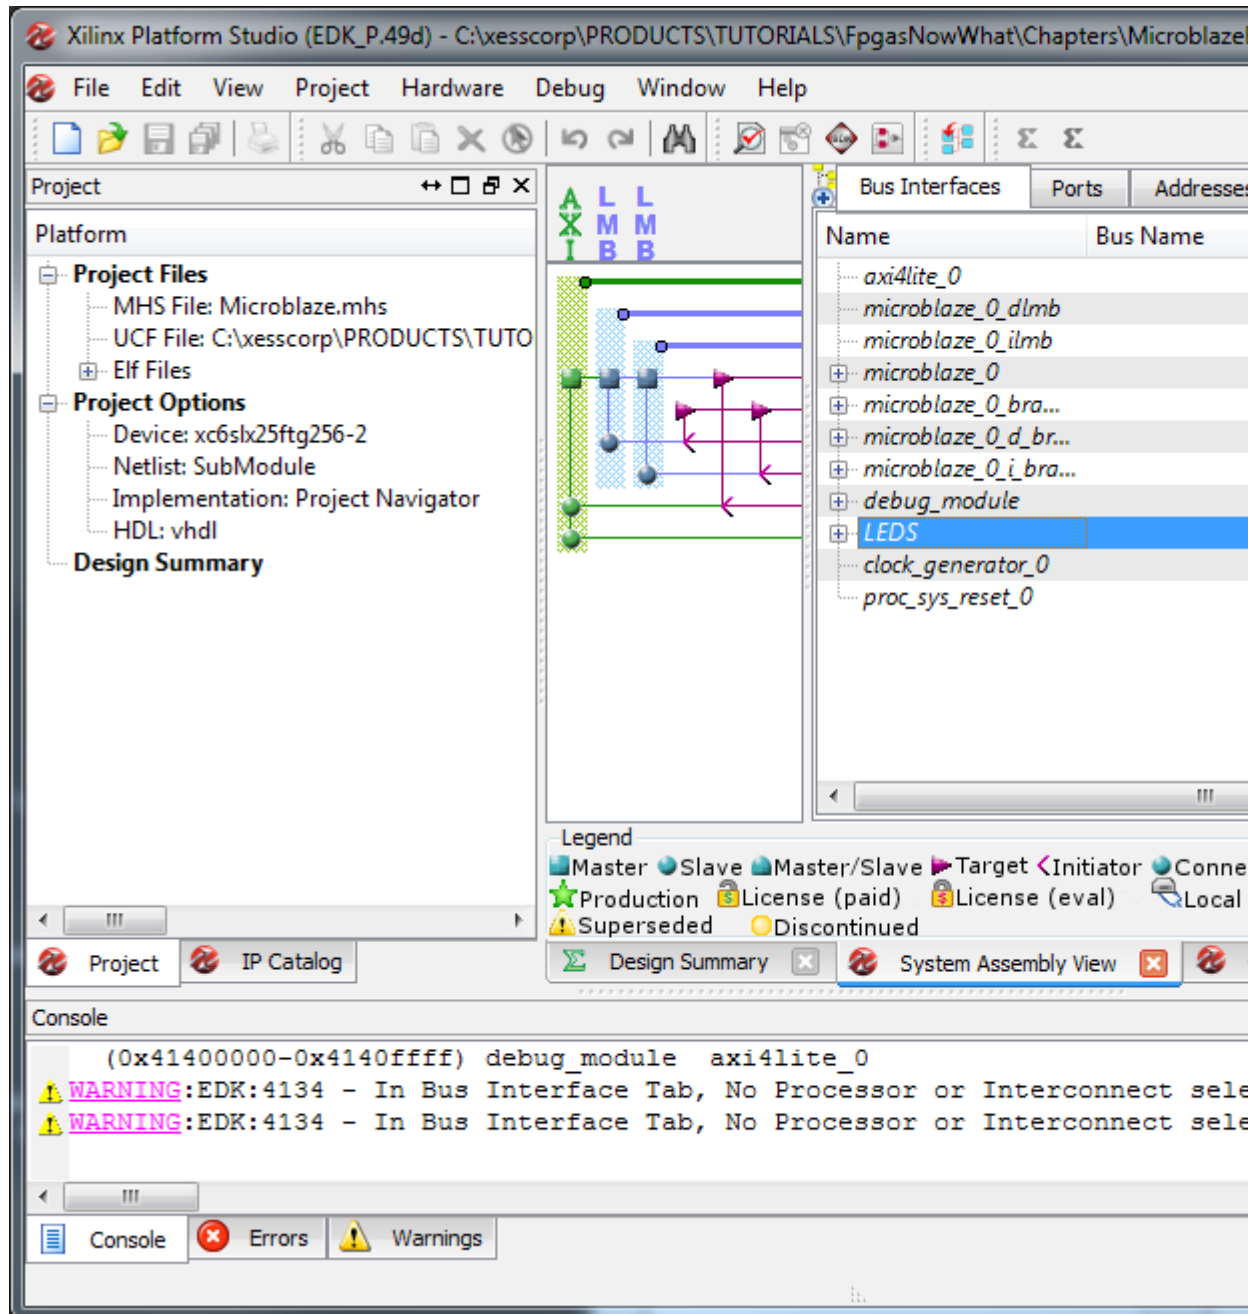 Xilinx Platform Studio (EDK_P.49d) - C:\xesscorp\PRODUCTS\TUTORIALS\FpgasNowWhat\Chapters\Microblaze
File Edit View Project Hardware Debug Window Help
Project
Platform
Project Files
MHS File: Microblaze.mhs
UCF File: C:\xesscorp\PRODUCTS\TUTO
Elf Files
Project Options
Device: xc6slx25ftg256-2
Netlist: SubModule
Implementation: Project Navigator
HDL: vhdl
Design Summary
AXI LMB LMB
Bus Interfaces Ports Addresses
Name Bus Name
axi4lite_0
microblaze_0_dlmb
microblaze_0_ilmb
microblaze_0
microblaze_0_bra...
microblaze_0_d_br...
microblaze_0_i_bra...
debug_module
LEDS
clock_generator_0
proc_sys_reset_0
Legend
Master Slave Master/Slave Target Initiator Conne
Production License (paid) License (eval) Local
Superseded Discontinued
Project IP Catalog
Design Summary System Assembly View
Console
(0x41400000-0x4140ffff) debug_module axi4lite_0
WARNING:EDK:4134 - In Bus Interface Tab, No Processor or Interconnect sele
WARNING:EDK:4134 - In Bus Interface Tab, No Processor or Interconnect sele
Console Errors Warnings